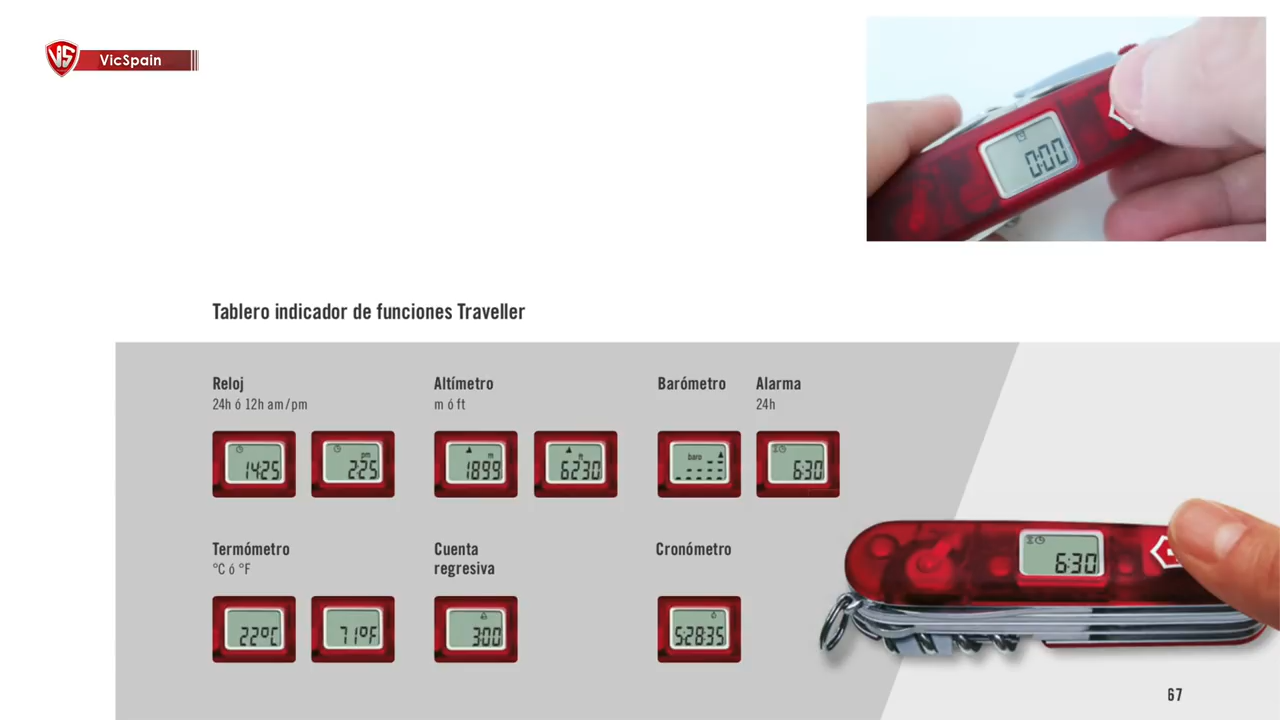 VS VicSpain
0:00
Tablero indicador de funciones Traveller
Reloj
24h ó 12h am/pm
Altímetro
m ó ft
Barómetro
Alarma
24h
14:25
pm
2:25
m
1899
ft
6230
baro
6:30
Termómetro
°C ó °F
Cuenta
regresiva
Cronómetro
22°C
71°F
3:00
5:28:35
6:30
67